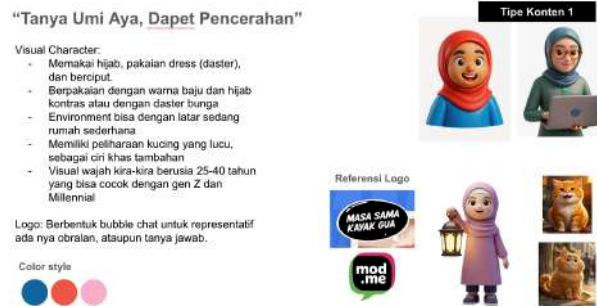 “Tanya Umi Aya, Dapet Pencerahan”
Tipe Konten 1
Visual Character:
- Memakai hijab, pakaian dress (daster),
dan berciput.
- Berpakaian dengan warna baju dan hijab
kontras atau dengan daster bunga
- Environment bisa dengan latar sedang
rumah sederhana
- Memiliki peliharaan kucing yang lucu,
sebagai ciri khas tambahan
- Visual wajah kira-kira berusia 25-40 tahun
yang bisa cocok dengan gen Z dan
Millennial
Logo: Berbentuk bubble chat untuk representatif
ada nya obralan, ataupun tanya jawab.
Color style
Referensi Logo
MASA SAMA
KAYAK GUA
mod
.me